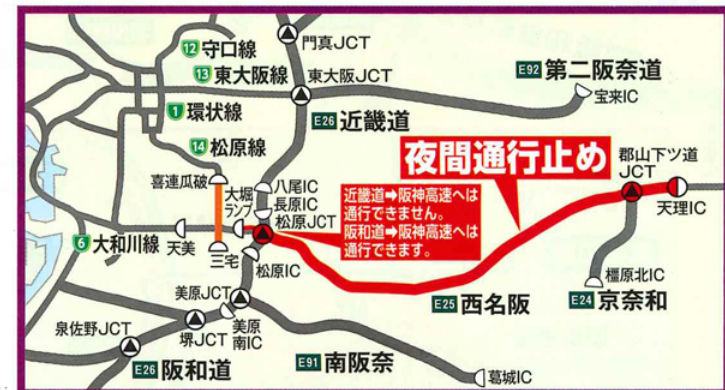 門真JCT
12 守口線
13 東大阪線
東大阪JCT
E92 第二阪奈道
宝来IC
1 環状線
E26 近畿道
14 松原線
夜間通行止め
郡山下ツ道
JCT
喜連瓜破
大堀
ランプ
八尾IC
長原IC
松原JCT
近畿道➡阪神高速へは
通行できません。
阪和道➡阪神高速へは
通行できます。
天理IC
6 大和川線
天美
三宅
松原IC
橿原北IC
美原JCT
E25 西名阪
E24 京奈和
泉佐野JCT
堺JCT
美原
南IC
E26 阪和道
E91 南阪奈
葛城IC